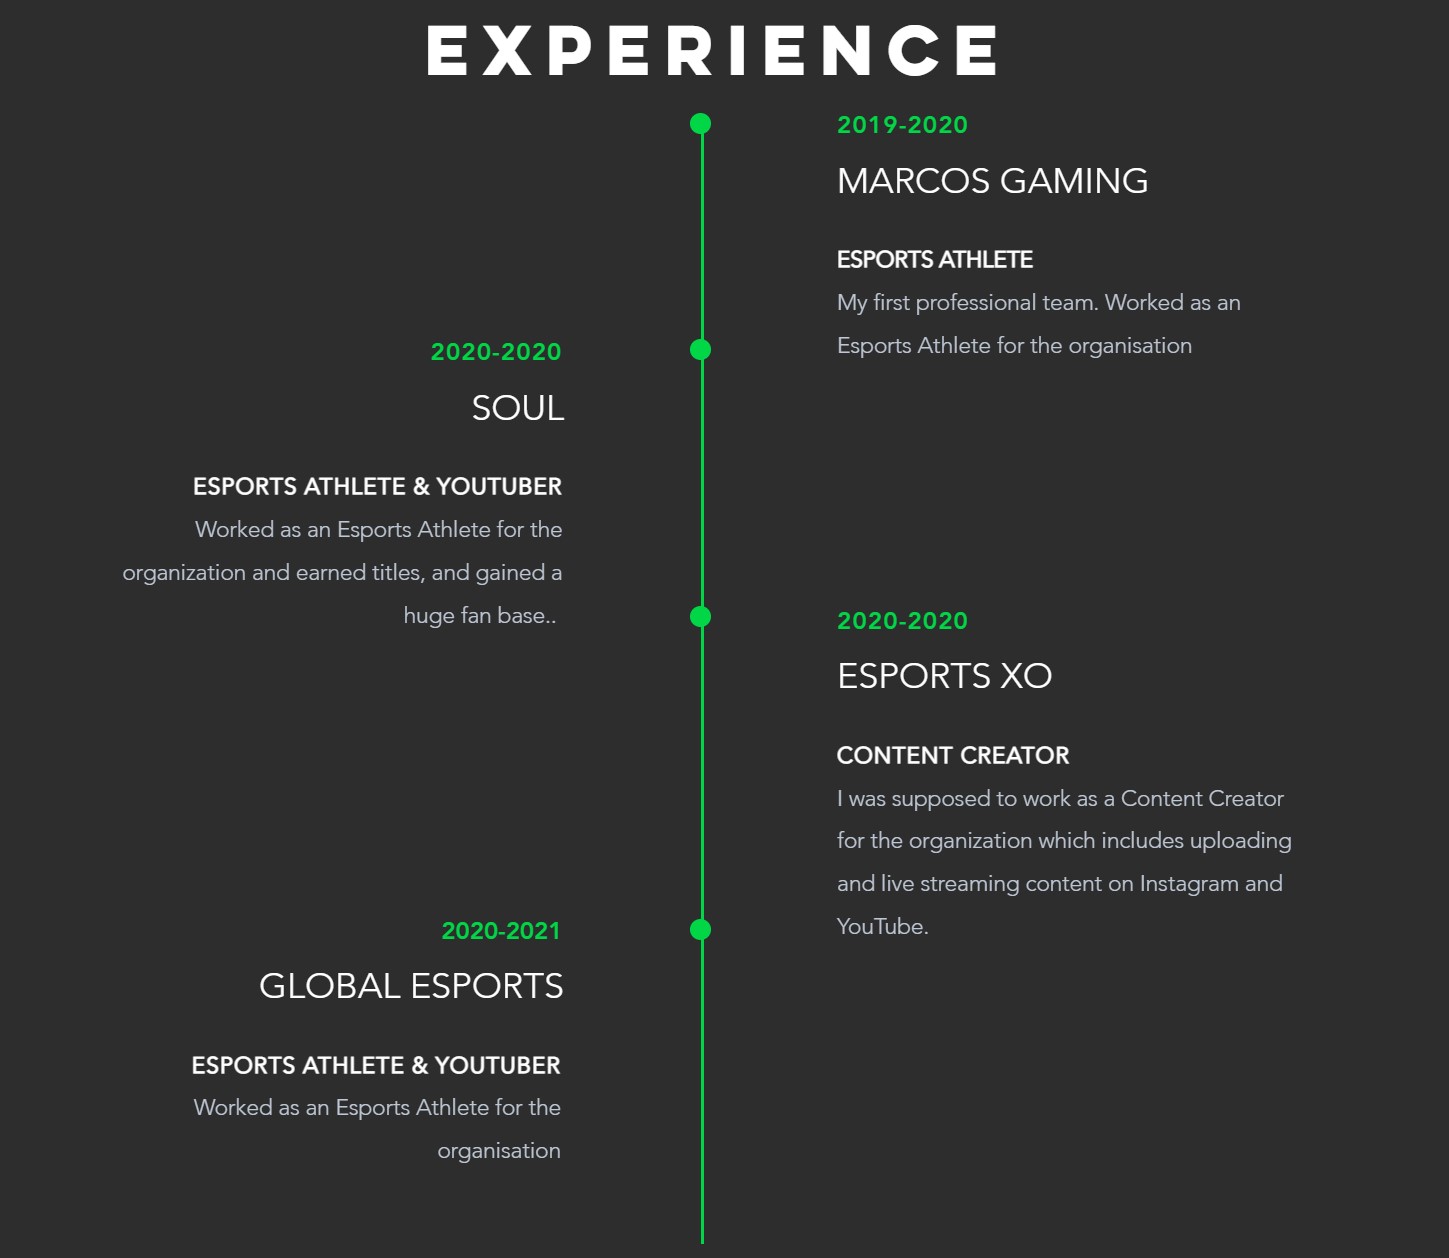 EXPERIENCE
2019-2020
MARCOS GAMING
ESPORTS ATHLETE
My first professional team. Worked as an
Esports Athlete for the organisation
2020-2020
SOUL
ESPORTS ATHLETE & YOUTUBER
Worked as an Esports Athlete for the
organization and earned titles, and gained a
huge fan base..
2020-2020
ESPORTS XO
CONTENT CREATOR
I was supposed to work as a Content Creator
for the organization which includes uploading
and live streaming content on Instagram and
YouTube.
2020-2021
GLOBAL ESPORTS
ESPORTS ATHLETE & YOUTUBER
Worked as an Esports Athlete for the
organisation